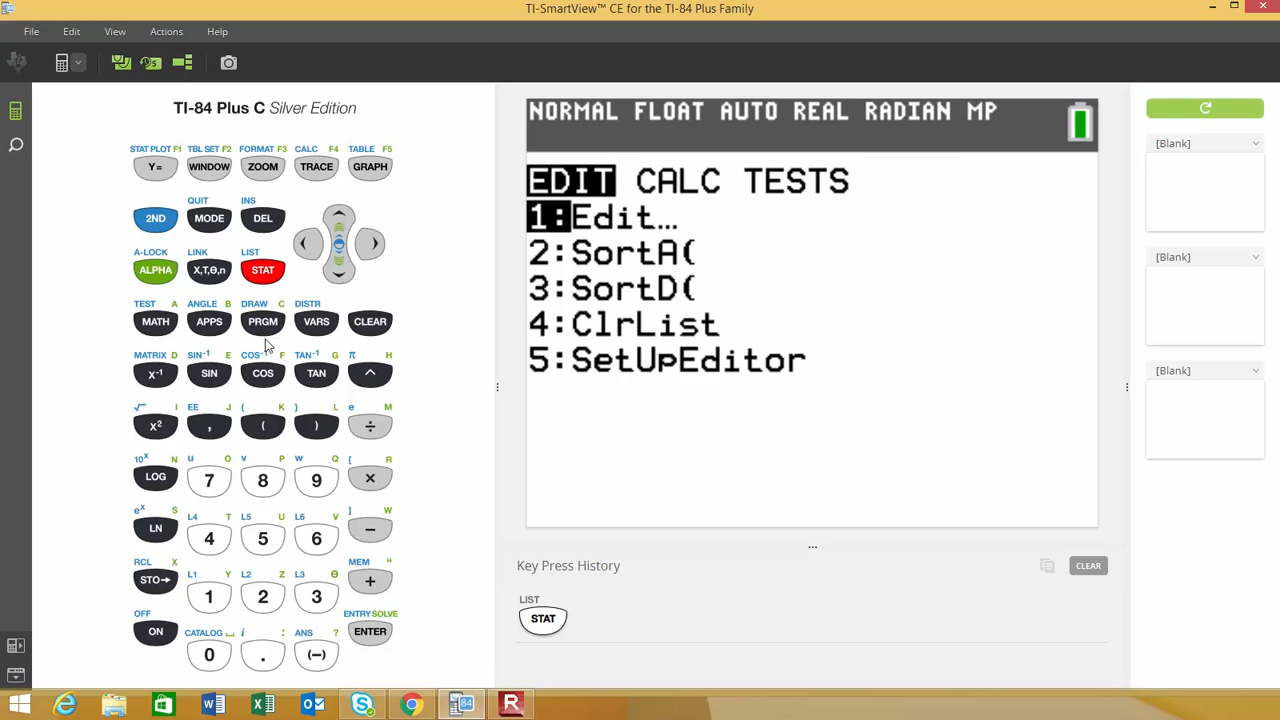 TI-SmartView™ CE for the TI-84 Plus Family
File Edit View Actions Help
TI-84 Plus C Silver Edition
STAT PLOT F1 TBL SET F2 FORMAT F3 CALC F4 TABLE F5
Y= WINDOW ZOOM TRACE GRAPH
QUIT INS
2ND MODE DEL
A-LOCK LINK LIST
ALPHA X,T,Θ,n STAT
TEST A ANGLE B DRAW C DISTR
MATH APPS PRGM VARS CLEAR
MATRIX D SIN⁻¹ E COS⁻¹ F TAN⁻¹ G π H
X⁻¹ SIN COS TAN ^
√ I EE J { K } L e M
x² , ( ) ÷
10ˣ N u O v P w Q [ R
LOG 7 8 9 ×
eˣ S L4 T L5 U L6 V ] W
LN 4 5 6 −
RCL X L1 Y L2 Z L3 Θ MEM “
STO→ 1 2 3 +
OFF CATALOG ⎵ i : ANS ? ENTRY SOLVE
ON 0 . (−) ENTER
NORMAL FLOAT AUTO REAL RADIAN MP
EDIT CALC TESTS
1:Edit…
2:SortA(
3:SortD(
4:ClrList
5:SetUpEditor
Key Press History
CLEAR
LIST
STAT
[Blank]
[Blank]
[Blank]
84
R